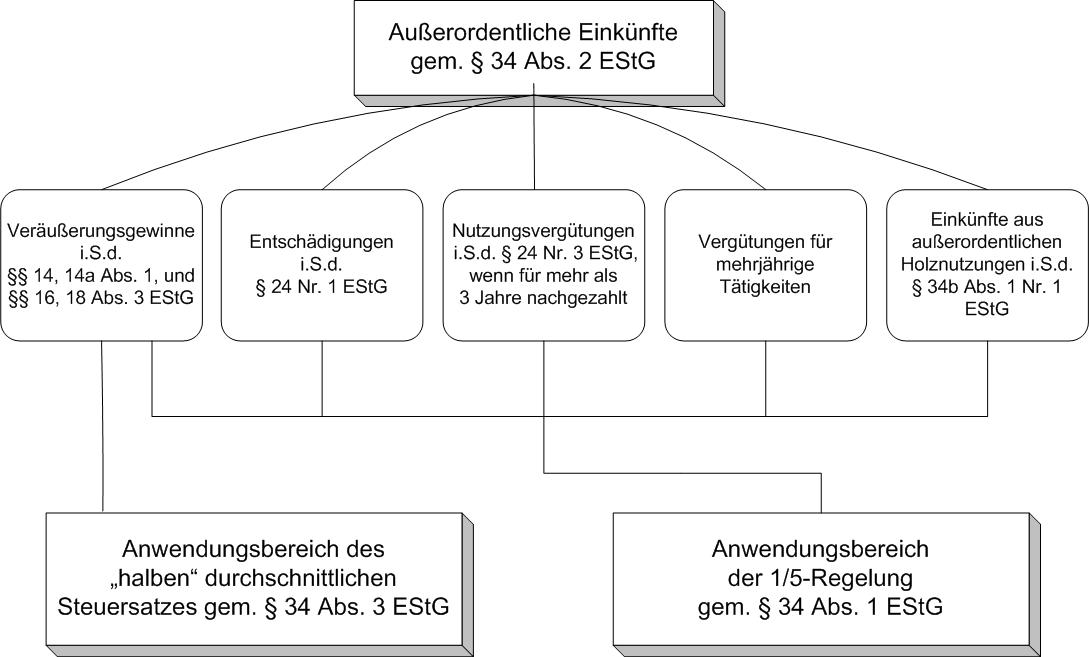 Außerordentliche Einkünfte
gem. § 34 Abs. 2 EStG
Veräußerungsgewinne
i.S.d.
§§ 14, 14a Abs. 1, und
§§ 16, 18 Abs. 3 EStG
Entschädigungen
i.S.d.
§ 24 Nr. 1 EStG
Nutzungsvergütungen
i.S.d. § 24 Nr. 3 EStG,
wenn für mehr als
3 Jahre nachgezahlt
Vergütungen für
mehrjährige
Tätigkeiten
Einkünfte aus
außerordentlichen
Holznutzungen i.S.d.
§ 34b Abs. 1 Nr. 1
EStG
Anwendungsbereich des
„halben“ durchschnittlichen
Steuersatzes gem. § 34 Abs. 3 EStG
Anwendungsbereich
der 1/5-Regelung
gem. § 34 Abs. 1 EStG